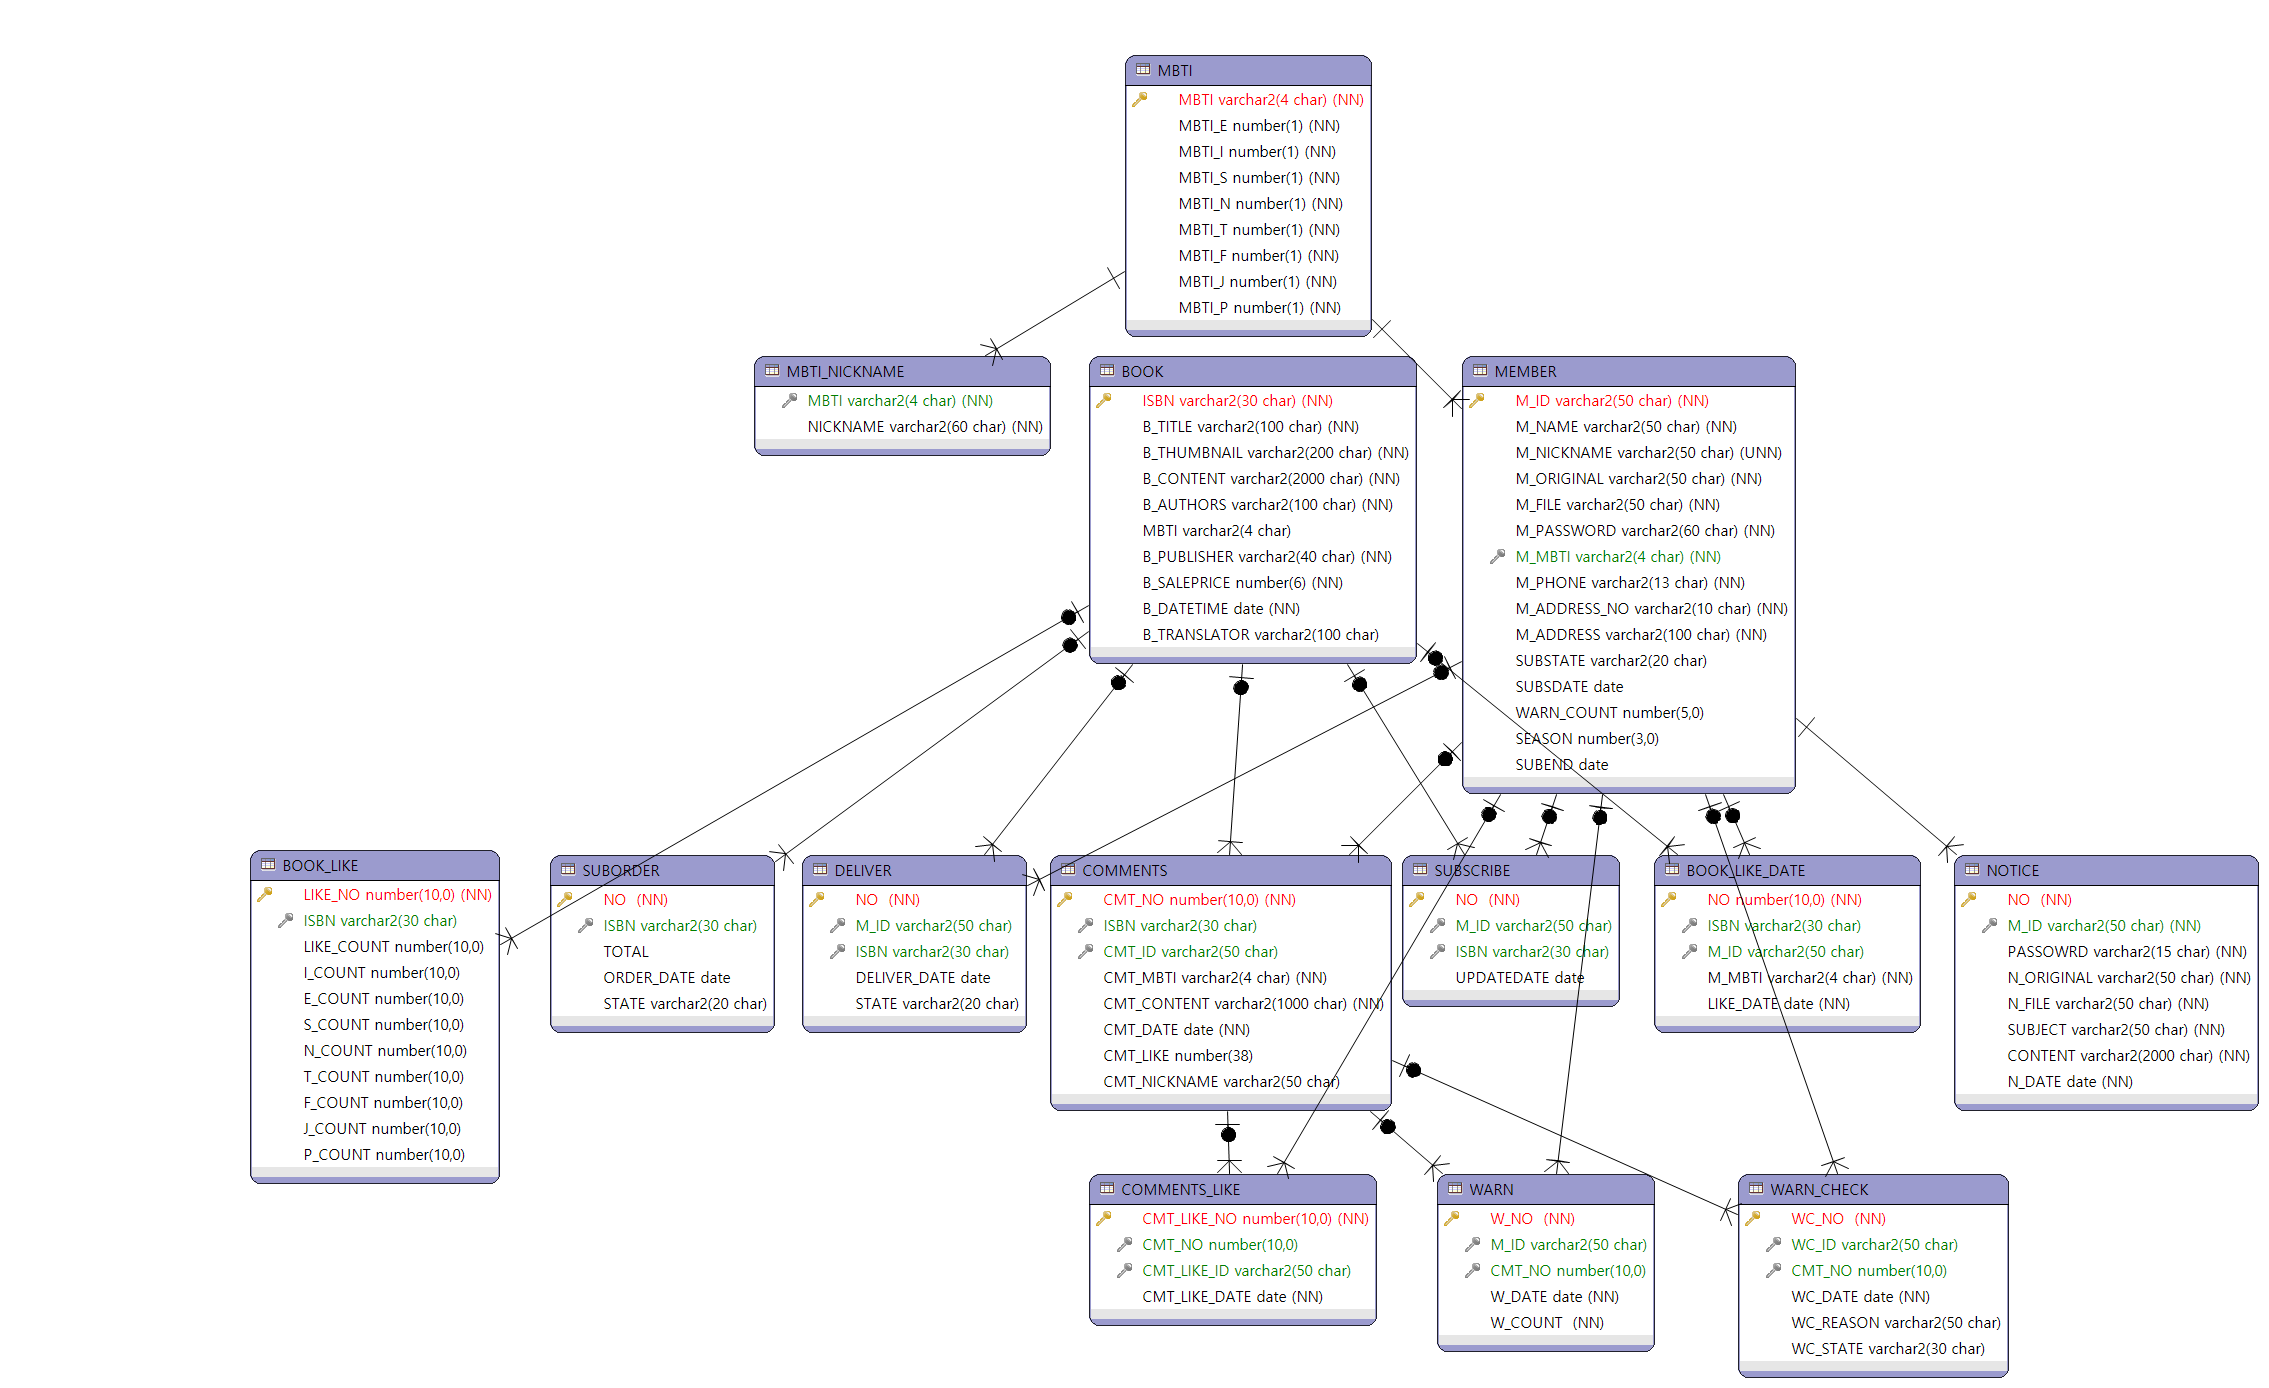 MBTI
MBTI varchar2(4 char) (NN)
MBTI_E number(1) (NN)
MBTI_I number(1) (NN)
MBTI_S number(1) (NN)
MBTI_N number(1) (NN)
MBTI_T number(1) (NN)
MBTI_F number(1) (NN)
MBTI_J number(1) (NN)
MBTI_P number(1) (NN)
MBTI_NICKNAME
MBTI varchar2(4 char) (NN)
NICKNAME varchar2(60 char) (NN)
BOOK
ISBN varchar2(30 char) (NN)
B_TITLE varchar2(100 char) (NN)
B_THUMBNAIL varchar2(200 char) (NN)
B_CONTENT varchar2(2000 char) (NN)
B_AUTHORS varchar2(100 char) (NN)
MBTI varchar2(4 char)
B_PUBLISHER varchar2(40 char) (NN)
B_SALEPRICE number(6) (NN)
B_DATETIME date (NN)
B_TRANSLATOR varchar2(100 char)
MEMBER
M_ID varchar2(50 char) (NN)
M_NAME varchar2(50 char) (NN)
M_NICKNAME varchar2(50 char) (UNN)
M_ORIGINAL varchar2(50 char) (NN)
M_FILE varchar2(50 char) (NN)
M_PASSWORD varchar2(60 char) (NN)
M_MBTI varchar2(4 char) (NN)
M_PHONE varchar2(13 char) (NN)
M_ADDRESS_NO varchar2(10 char) (NN)
M_ADDRESS varchar2(100 char) (NN)
SUBSTATE varchar2(20 char)
SUBSDATE date
WARN_COUNT number(5,0)
SEASON number(3,0)
SUBEND date
BOOK_LIKE
LIKE_NO number(10,0) (NN)
ISBN varchar2(30 char)
LIKE_COUNT number(10,0)
I_COUNT number(10,0)
E_COUNT number(10,0)
S_COUNT number(10,0)
N_COUNT number(10,0)
T_COUNT number(10,0)
F_COUNT number(10,0)
J_COUNT number(10,0)
P_COUNT number(10,0)
SUBORDER
NO (NN)
ISBN varchar2(30 char)
TOTAL
ORDER_DATE date
STATE varchar2(20 char)
DELIVER
NO (NN)
M_ID varchar2(50 char)
ISBN varchar2(30 char)
DELIVER_DATE date
STATE varchar2(20 char)
COMMENTS
CMT_NO number(10,0) (NN)
ISBN varchar2(30 char)
CMT_ID varchar2(50 char)
CMT_MBTI varchar2(4 char) (NN)
CMT_CONTENT varchar2(1000 char) (NN)
CMT_DATE date (NN)
CMT_LIKE number(38)
CMT_NICKNAME varchar2(50 char)
SUBSCRIBE
NO (NN)
M_ID varchar2(50 char)
ISBN varchar2(30 char)
UPDATEDATE date
BOOK_LIKE_DATE
NO number(10,0) (NN)
ISBN varchar2(30 char)
M_ID varchar2(50 char)
M_MBTI varchar2(4 char) (NN)
LIKE_DATE date (NN)
NOTICE
NO (NN)
M_ID varchar2(50 char) (NN)
PASSOWRD varchar2(15 char) (NN)
N_ORIGINAL varchar2(50 char) (NN)
N_FILE varchar2(50 char) (NN)
SUBJECT varchar2(50 char) (NN)
CONTENT varchar2(2000 char) (NN)
N_DATE date (NN)
COMMENTS_LIKE
CMT_LIKE_NO number(10,0) (NN)
CMT_NO number(10,0)
CMT_LIKE_ID varchar2(50 char)
CMT_LIKE_DATE date (NN)
WARN
W_NO (NN)
M_ID varchar2(50 char)
CMT_NO number(10,0)
W_DATE date (NN)
W_COUNT (NN)
WARN_CHECK
WC_NO (NN)
WC_ID varchar2(50 char)
CMT_NO number(10,0)
WC_DATE date (NN)
WC_REASON varchar2(50 char)
WC_STATE varchar2(30 char)